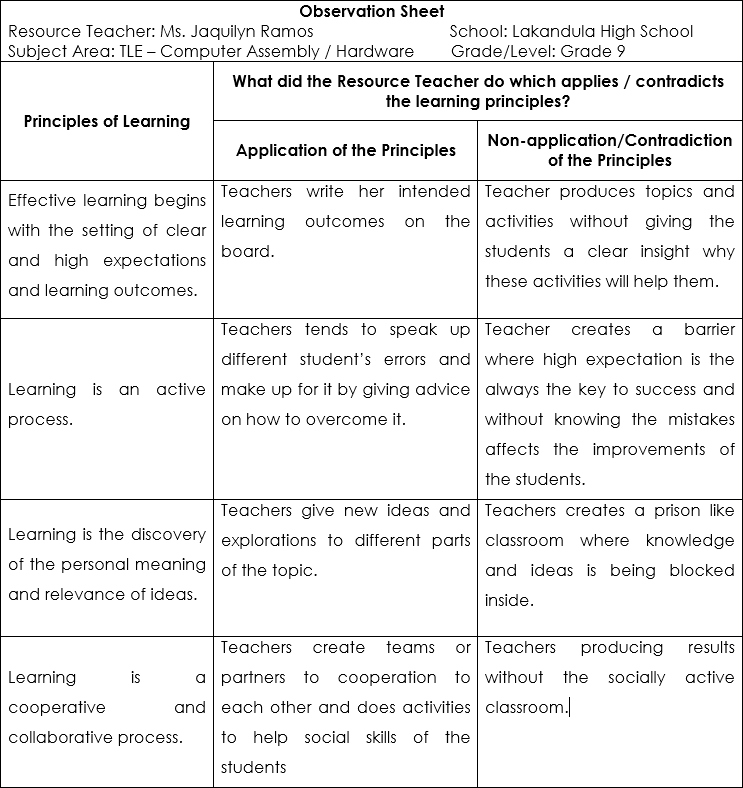 Observation Sheet
Resource Teacher: Ms. Jaquilyn Ramos School: Lakandula High School
Subject Area: TLE – Computer Assembly / Hardware Grade/Level: Grade 9
Principles of Learning
What did the Resource Teacher do which applies / contradicts
the learning principles?
Application of the Principles
Non-application/Contradiction
of the Principles
Effective learning begins
with the setting of clear
and high expectations
and learning outcomes.
Teachers write her intended
learning outcomes on the
board.
Teacher produces topics and
activities without giving the
students a clear insight why
these activities will help them.
Learning is an active
process.
Teachers tends to speak up
different student’s errors and
make up for it by giving advice
on how to overcome it.
Teacher creates a barrier
where high expectation is the
always the key to success and
without knowing the mistakes
affects the improvements of
the students.
Learning is the discovery
of the personal meaning
and relevance of ideas.
Teachers give new ideas and
explorations to different parts
of the topic.
Teachers creates a prison like
classroom where knowledge
and ideas is being blocked
inside.
Learning is a
cooperative and
collaborative process.
Teachers create teams or
partners to cooperation to
each other and does activities
to help social skills of the
students
Teachers producing results
without the socially active
classroom.